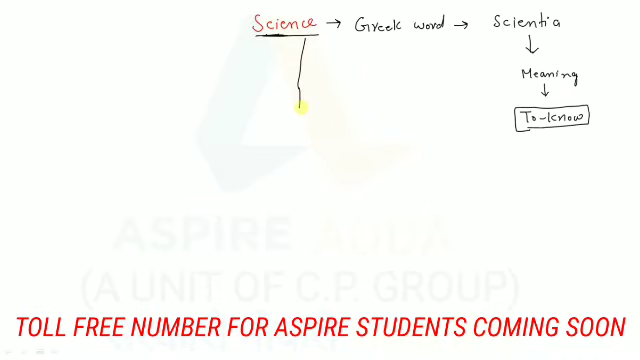 Science → Greek word → Scientia
↓
Meaning
↓
To-know
ASPIRE ADDA
(A UNIT OF C.P. GROUP)
TOLL FREE NUMBER FOR ASPIRE STUDENTS COMING SOON